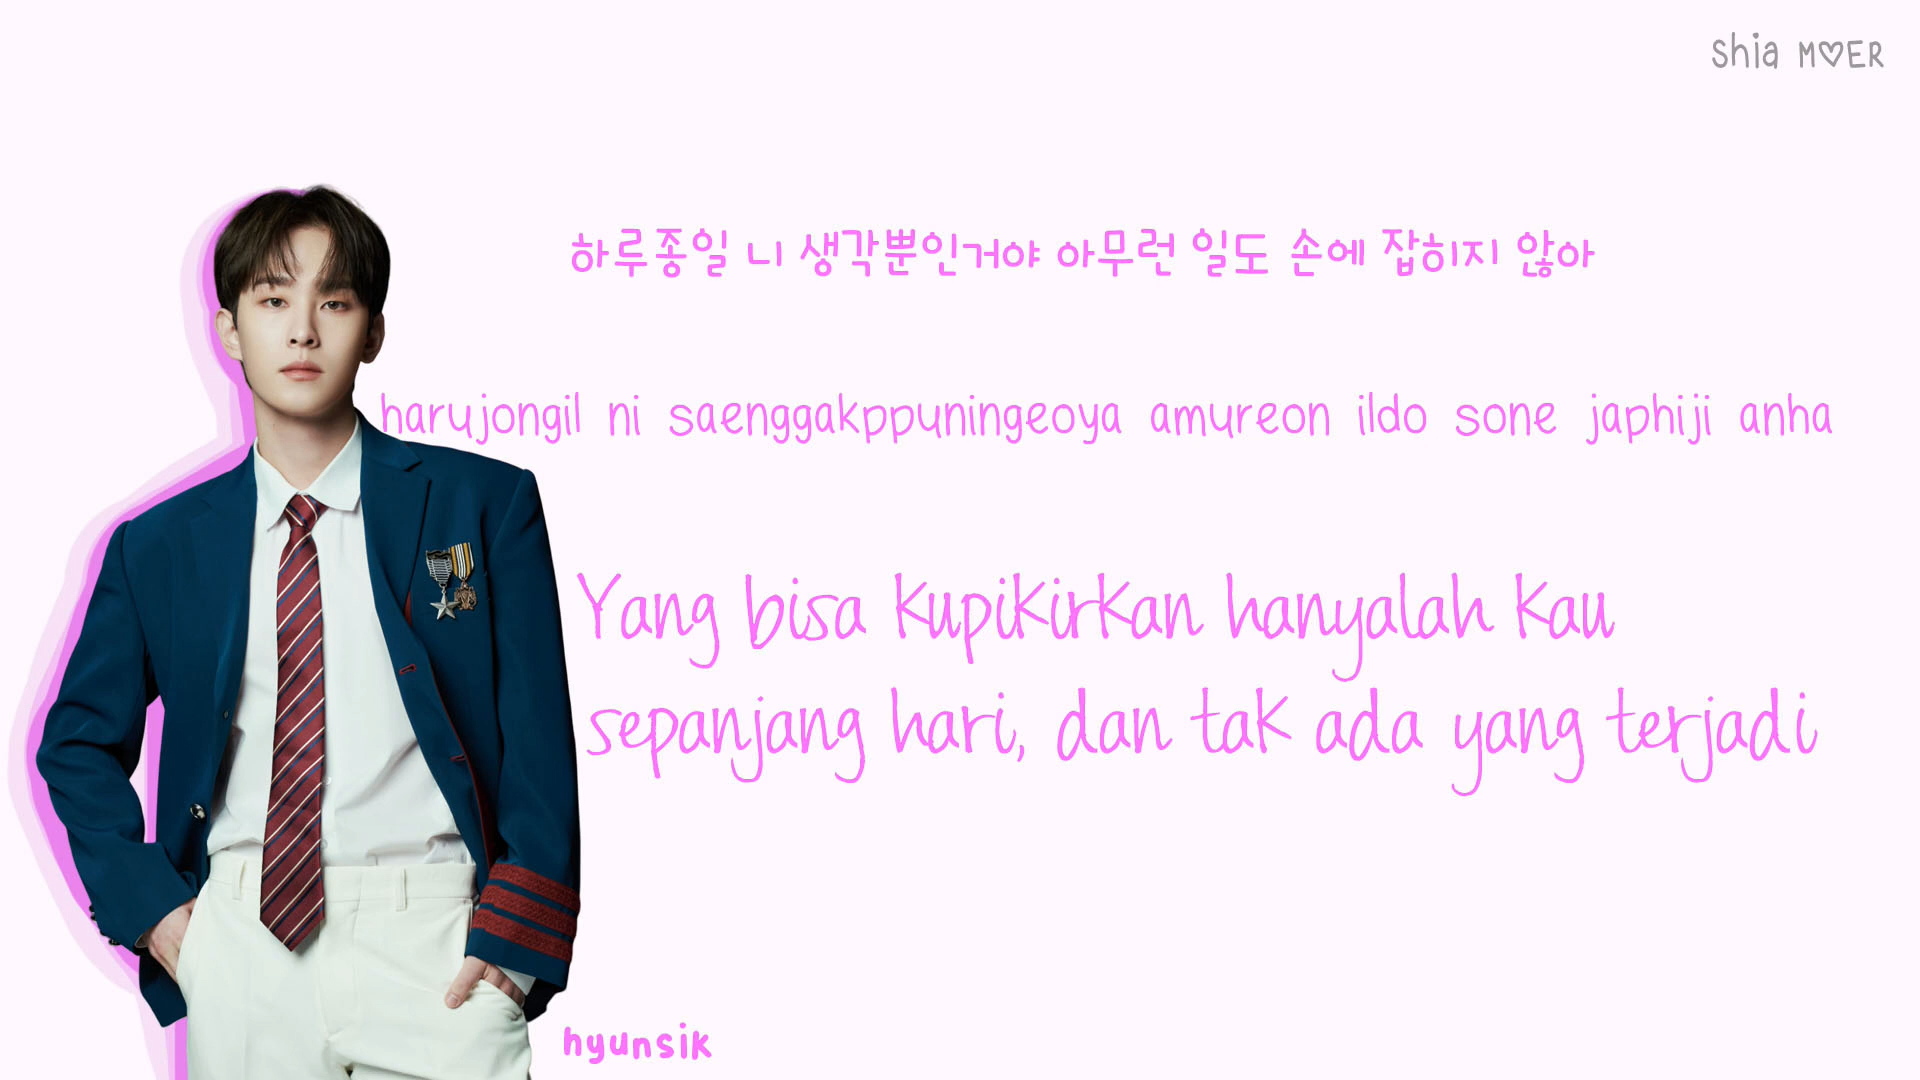 Shia M♡ER
하루종일 니 생각뿐인거야 아무런 일도 손에 잡히지 않아
harujongil ni saenggakppuningeoya amureon ildo sone japhiji anha
Yang bisa kupikirkan hanyalah kau
sepanjang hari, dan tak ada yang terjadi
hyunsik